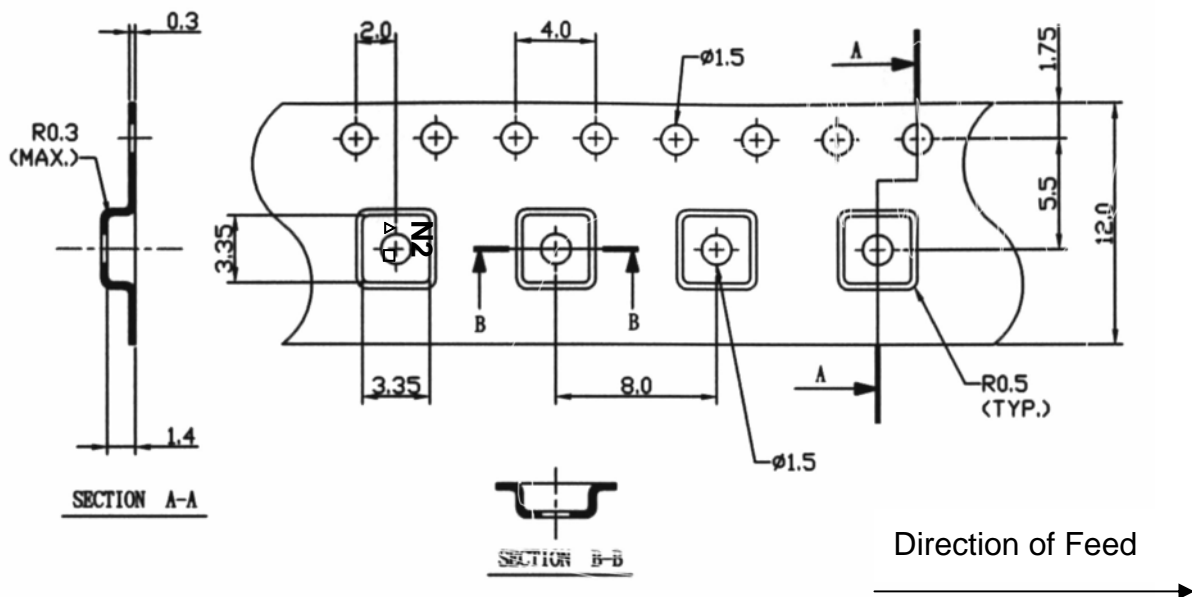 0.3
2.0
4.0
Ø1.5
A
1.75
R0.3
(MAX.)
3.35
N2
5.5
12.0
B
B
3.35
8.0
A
R0.5
(TYP.)
1.4
Ø1.5
SECTION A-A
SECTION B-B
Direction of Feed